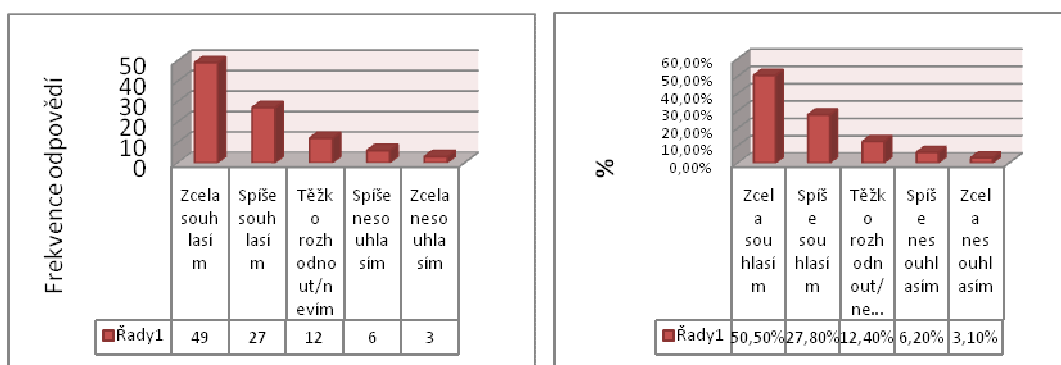 Frekvence odpovědí
50
40
30
20
10
0
Zcela
souh
lasí
m
Spíše
souh
lasí
m
Těžk
o
rozh
odno
ut/n
evím
Spíše
neso
uhla
sím
Zcela
neso
uhla
sím
Řady1 49 27 12 6 3
%
60,00%
50,00%
40,00%
30,00%
20,00%
10,00%
0,00%
Zcel
a
sou
hlasí
m
Spíš
e
sou
hlasí
m
Těžk
o
rozh
odn
out/
ne...
Spíš
e
nes
ouhl
asím
Zcel
a
nes
ouhl
asím
Řady1 50,50% 27,80% 12,40% 6,20% 3,10%